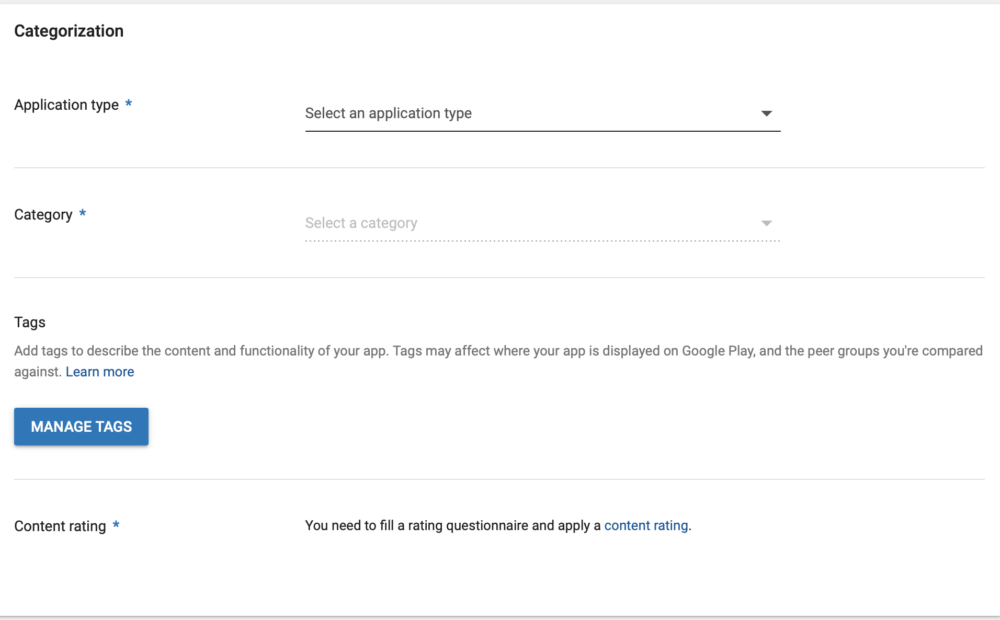 Categorization
Application type *
Select an application type
Category *
Select a category
Tags
Add tags to describe the content and functionality of your app. Tags may affect where your app is displayed on Google Play, and the peer groups you're compared
against. Learn more
MANAGE TAGS
Content rating *
You need to fill a rating questionnaire and apply a content rating.